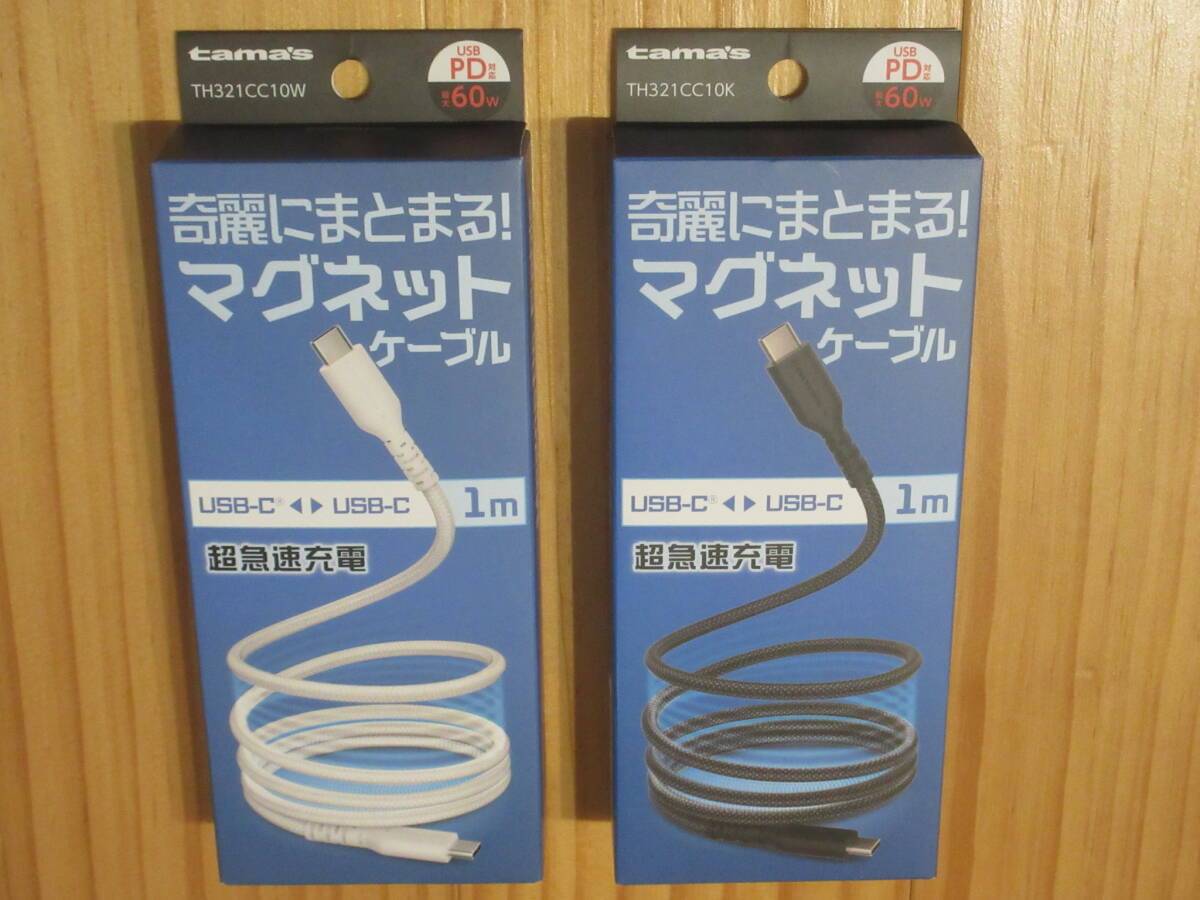 tama's
TH321CC10W
USB
PD対応
最大60W
奇麗にまとまる!
マグネット
ケーブル
USB-C® ◀ ▶ USB-C 1m
超急速充電
tama's
TH321CC10K
USB
PD対応
最大60W
奇麗にまとまる!
マグネット
ケーブル
USB-C® ◀ ▶ USB-C 1m
超急速充電